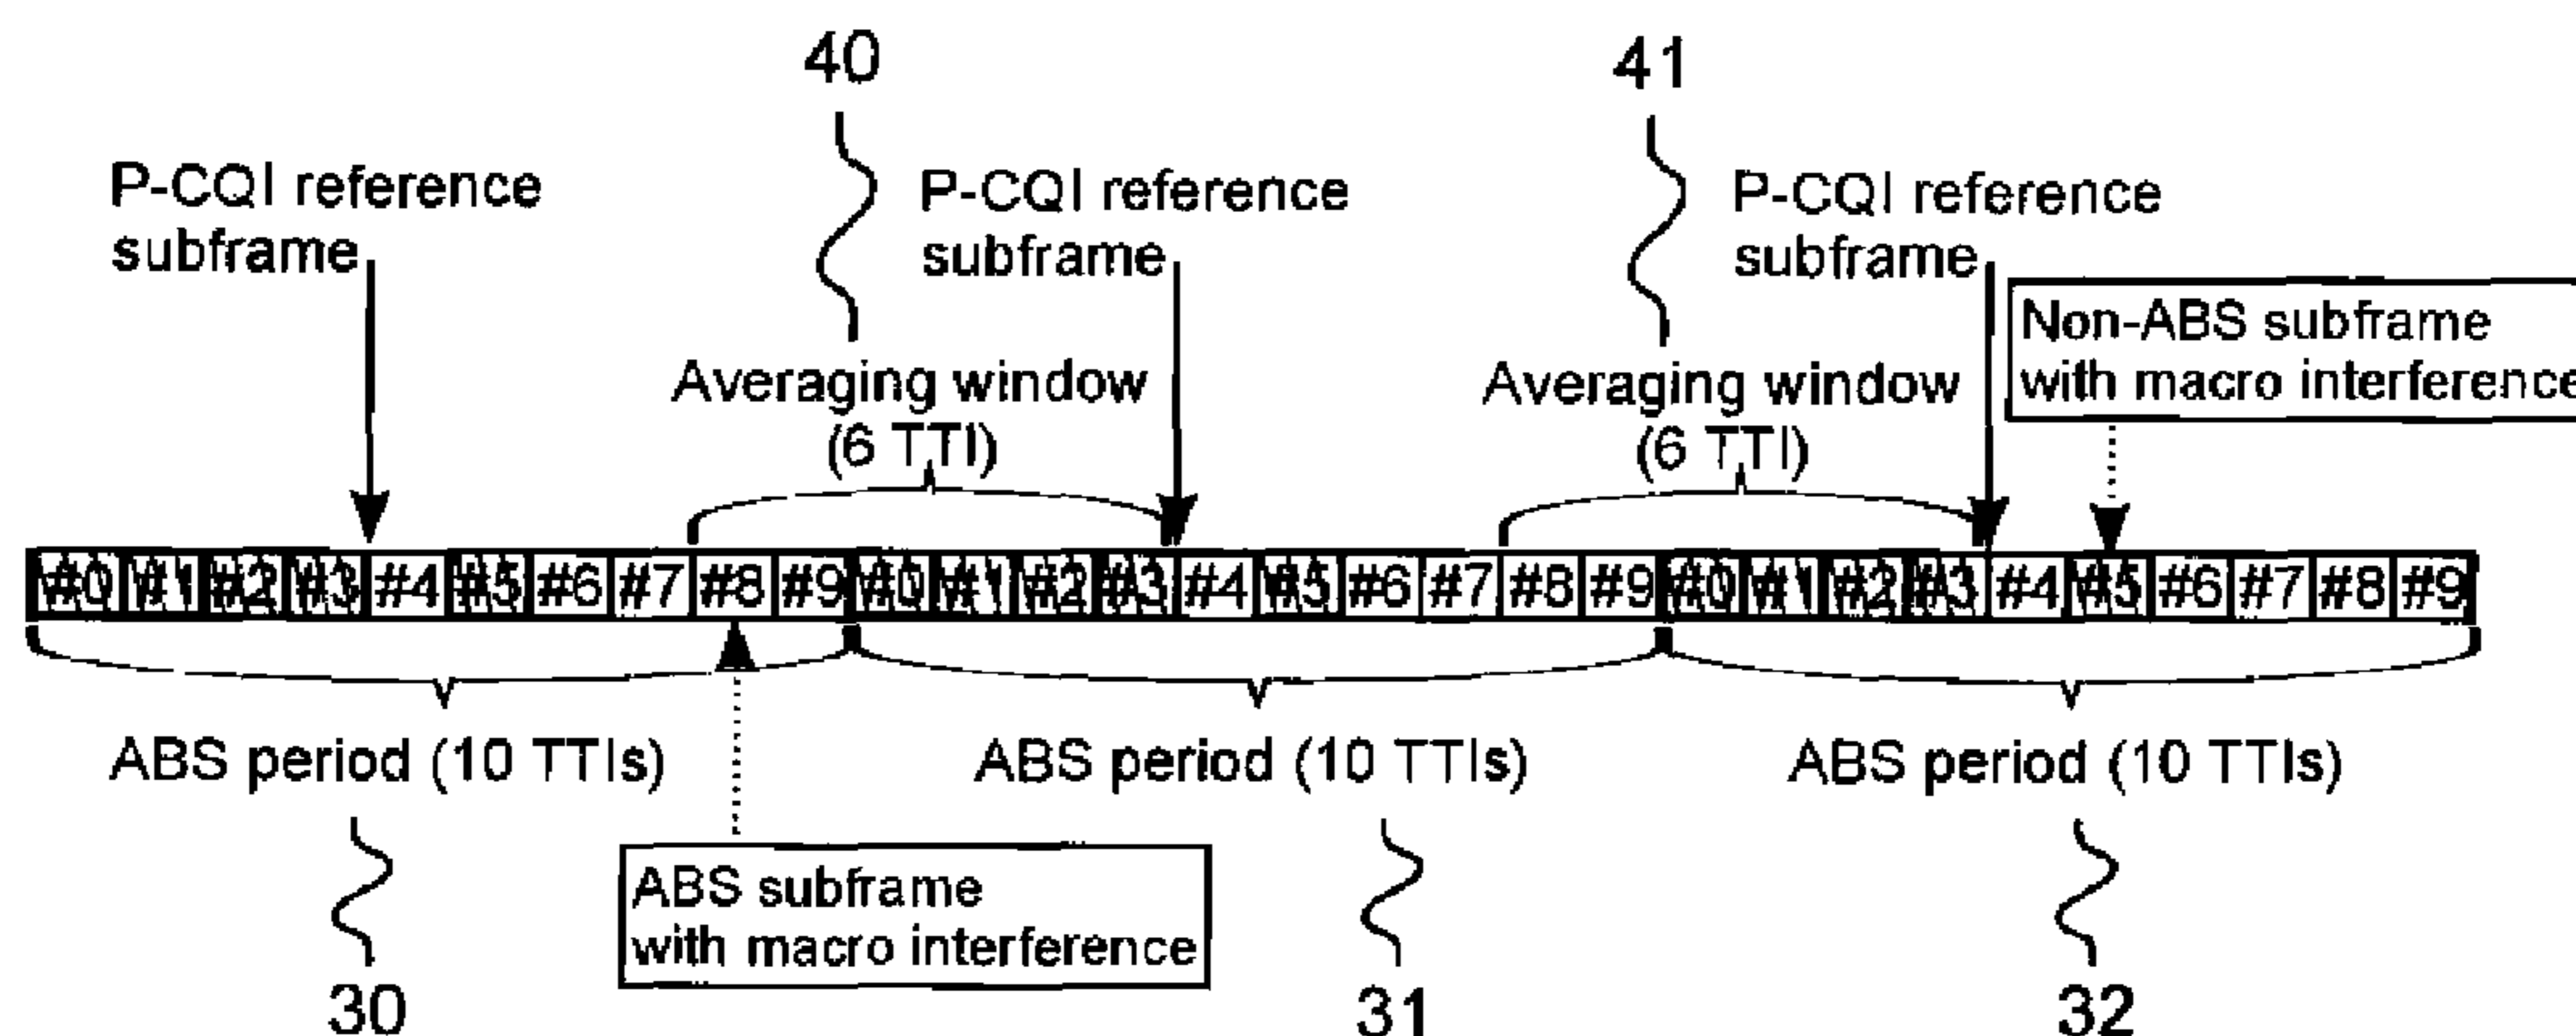 40
41
P-CQI reference
subframe
P-CQI reference
subframe
P-CQI reference
subframe
Non-ABS subframe
with macro interference
Averaging window
(6 TTI)
Averaging window
(6 TTI)
#0 #1 #2 #3 #4 #5 #6 #7 #8 #9 #0 #1 #2 #3 #4 #5 #6 #7 #8 #9 #0 #1 #2 #3 #4 #5 #6 #7 #8 #9
ABS period (10 TTIs)
ABS period (10 TTIs)
ABS period (10 TTIs)
ABS subframe
with macro interference
30
31
32